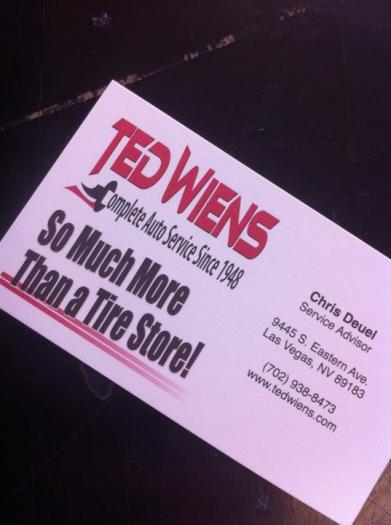 TED WIENS
Complete Auto Service Since 1948
So Much More
Than a Tire Store!
Chris Deuel
Service Advisor
9445 S. Eastern Ave.
Las Vegas, NV 89183
(702) 938-8473
www.tedwiens.com